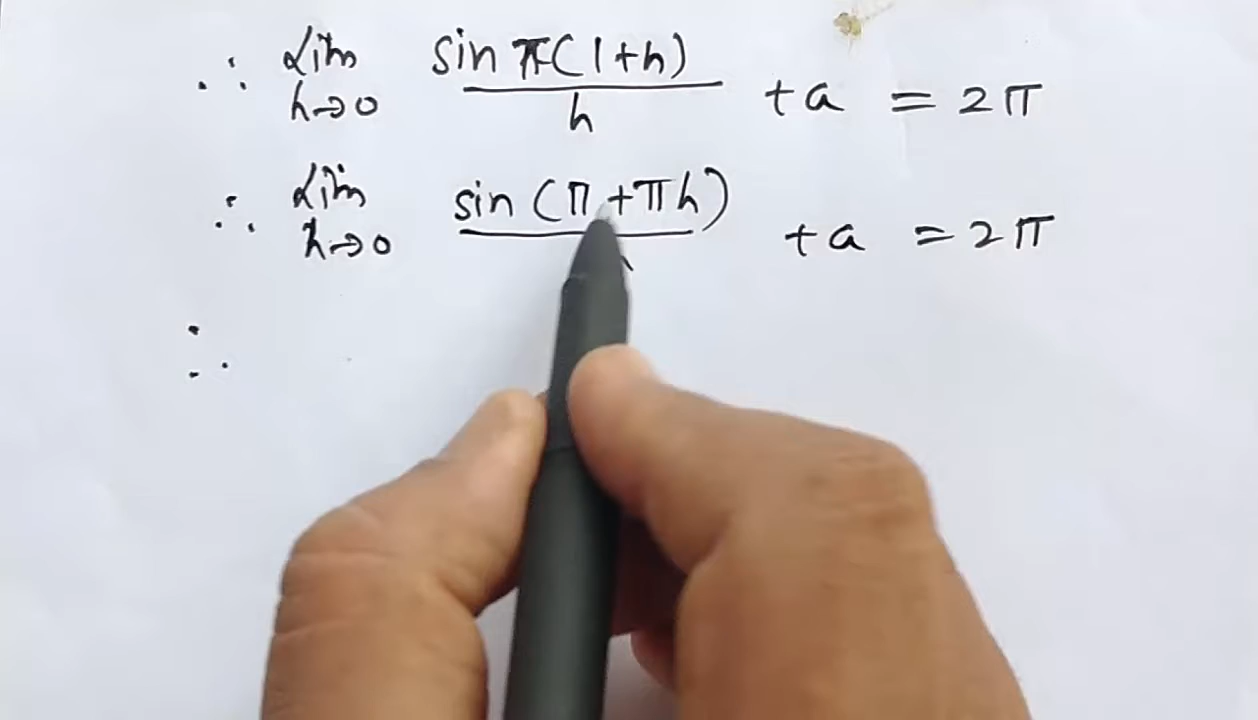 ∴ Lim sin π(1+h)
h→0 h + a = 2π
∴ Lim sin (π+πh)
h→0 + a = 2π
∴